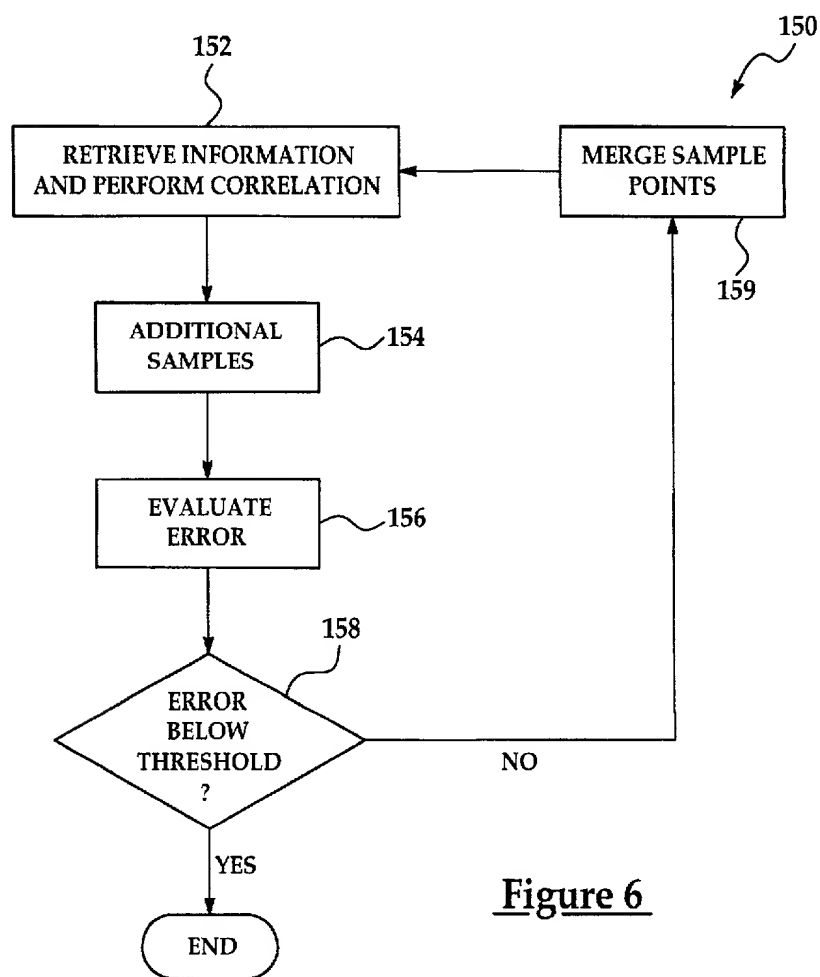 152
150
RETRIEVE INFORMATION
AND PERFORM CORRELATION
MERGE SAMPLE
POINTS
159
ADDITIONAL
SAMPLES
154
EVALUATE
ERROR
156
158
ERROR
BELOW
THRESHOLD
?
NO
YES
END
Figure 6